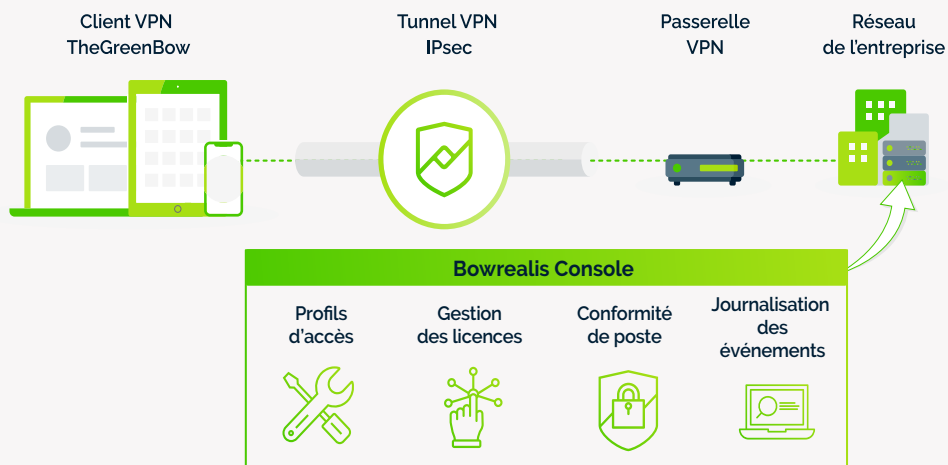 Client VPN
TheGreenBow
Tunnel VPN
IPsec
Passerelle
VPN
Réseau
de l'entreprise
Bowrealis Console
Profils
d'accès
Gestion
des licences
Conformité
de poste
Journalisation
des
événements